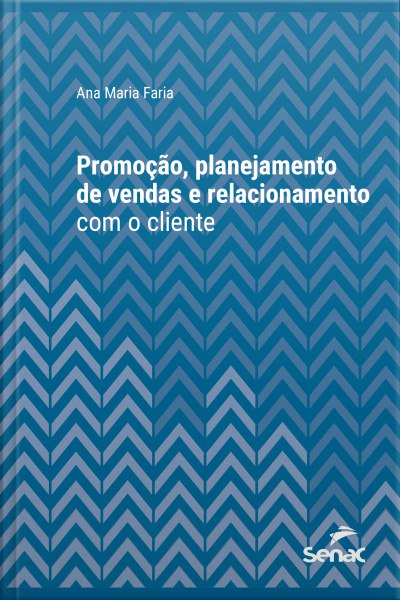 Ana Maria Faria
Promoção, planejamento
de vendas e relacionamento
com o cliente
Senac